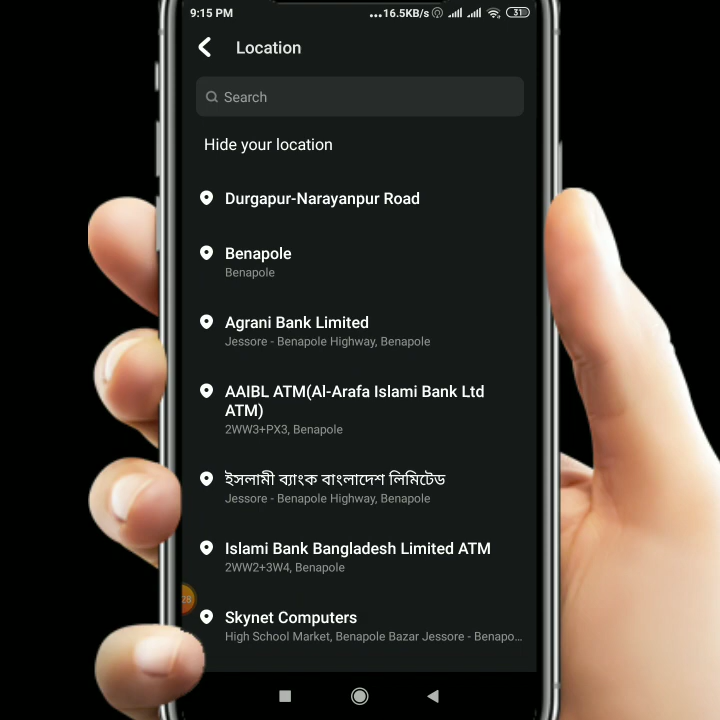 9:15 PM ...16.5KB/s 31
Location
Search
Hide your location
Durgapur-Narayanpur Road
Benapole
Benapole
Agrani Bank Limited
Jessore - Benapole Highway, Benapole
AAIBL ATM(Al-Arafa Islami Bank Ltd
ATM)
2WW3+PX3, Benapole
ইসলামী ব্যাংক বাংলাদেশ লিমিটেড
Jessore - Benapole Highway, Benapole
Islami Bank Bangladesh Limited ATM
2WW2+3W4, Benapole
28
Skynet Computers
High School Market, Benapole Bazar Jessore - Benapo...